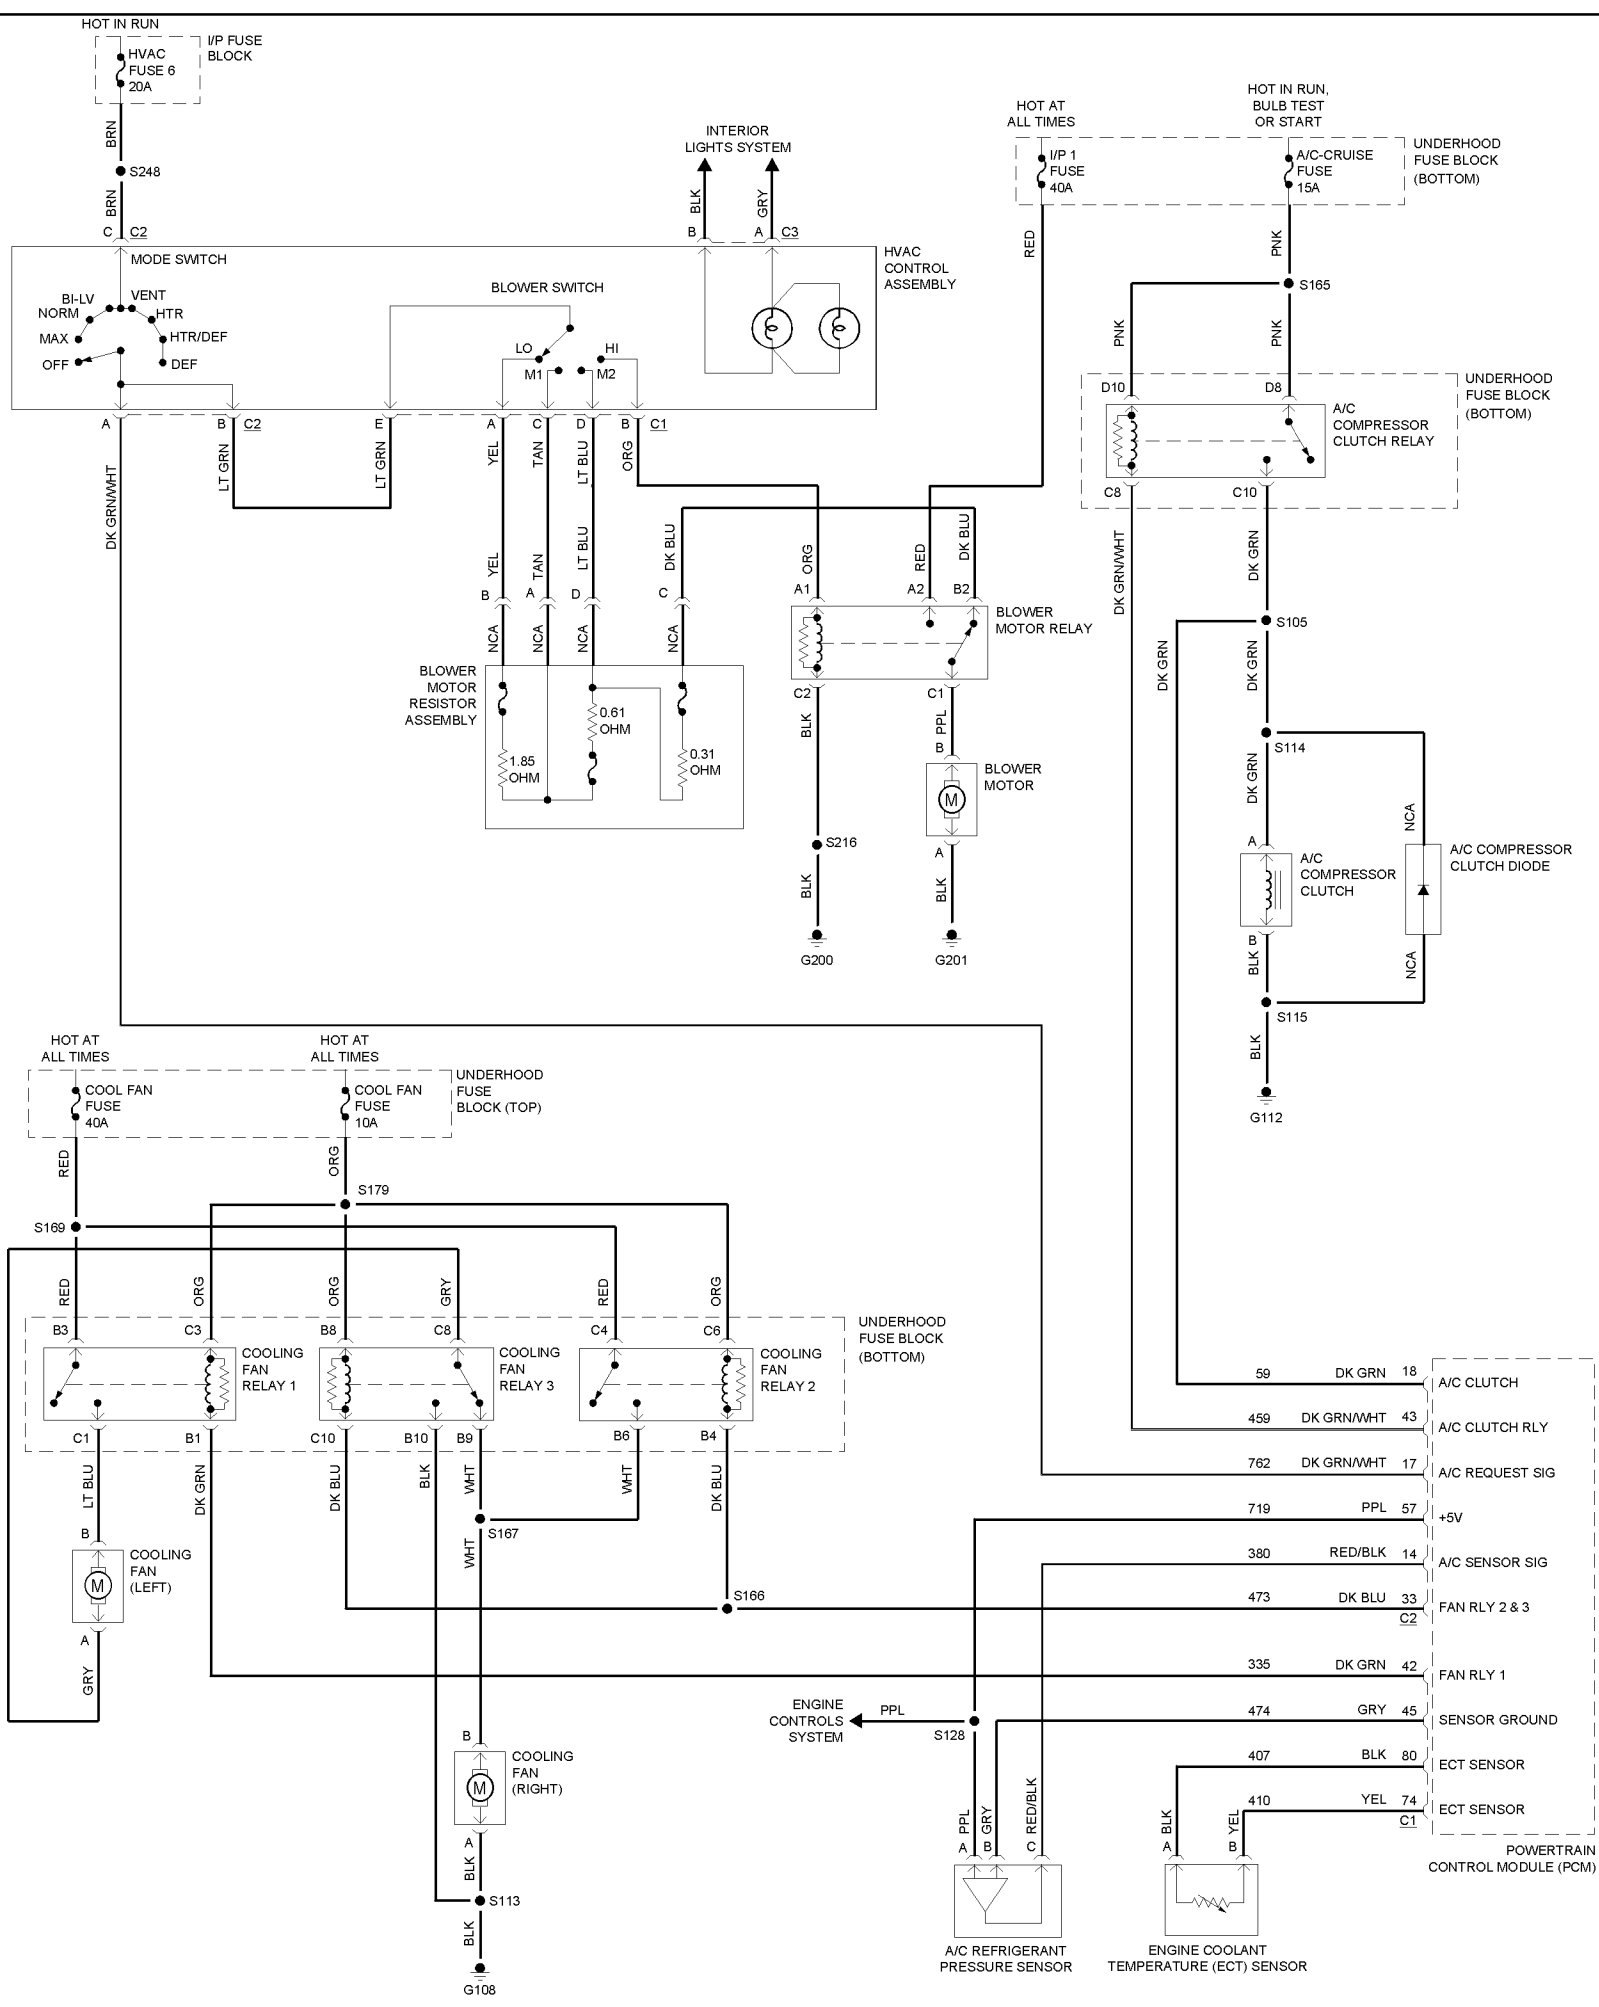 HOT IN RUN
I/P FUSE
BLOCK
HVAC
FUSE 6
20A
BRN
S248
BRN
C
C2
INTERIOR
LIGHTS SYSTEM
BLK
GRY
B
A
C3
HOT AT
ALL TIMES
HOT IN RUN,
BULB TEST
OR START
I/P 1
FUSE
40A
A/C-CRUISE
FUSE
15A
UNDERHOOD
FUSE BLOCK
(BOTTOM)
RED
PNK
S165
PNK
PNK
HVAC
CONTROL
ASSEMBLY
MODE SWITCH
BLOWER SWITCH
BI-LV
VENT
NORM
HTR
MAX
HTR/DEF
OFF
DEF
LO
HI
M1
M2
A
B
C2
E
A
C
D
B
C1
DK GRN/WHT
LT GRN
LT GRN
YEL
TAN
LT BLU
ORG
D10
D8
UNDERHOOD
FUSE BLOCK
(BOTTOM)
A/C
COMPRESSOR
CLUTCH RELAY
C8
C10
YEL
TAN
LT BLU
DK BLU
ORG
RED
DK BLU
DK GRN/WHT
DK GRN
B
A
D
C
A1
A2
B2
NCA
NCA
NCA
NCA
BLOWER
MOTOR RELAY
S105
BLOWER
MOTOR
RESISTOR
ASSEMBLY
0.61
OHM
1.85
OHM
0.31
OHM
C2
C1
BLK
PPL
B
BLOWER
MOTOR
M
DK GRN
DK GRN
S114
DK GRN
NCA
S216
A
BLK
BLK
G200
G201
A
A/C
COMPRESSOR
CLUTCH
A/C COMPRESSOR
CLUTCH DIODE
B
BLK
NCA
S115
BLK
G112
HOT AT
ALL TIMES
HOT AT
ALL TIMES
COOL FAN
FUSE
40A
COOL FAN
FUSE
10A
UNDERHOOD
FUSE
BLOCK (TOP)
RED
ORG
S179
S169
RED
ORG
ORG
GRY
RED
ORG
B3
C3
B8
C8
C4
C6
UNDERHOOD
FUSE BLOCK
(BOTTOM)
COOLING
FAN
RELAY 1
COOLING
FAN
RELAY 3
COOLING
FAN
RELAY 2
C1
B1
C10
B10
B9
B6
B4
LT BLU
DK GRN
DK BLU
BLK
WHT
WHT
DK BLU
S167
WHT
B
COOLING
FAN
(LEFT)
M
A
GRY
S166
59
DK GRN
18
A/C CLUTCH
459
DK GRN/WHT
43
A/C CLUTCH RLY
762
DK GRN/WHT
17
A/C REQUEST SIG
719
PPL
57
+5V
380
RED/BLK
14
A/C SENSOR SIG
473
DK BLU
33
FAN RLY 2 & 3
C2
335
DK GRN
42
FAN RLY 1
474
GRY
45
SENSOR GROUND
407
BLK
80
ECT SENSOR
410
YEL
74
ECT SENSOR
C1
POWERTRAIN
CONTROL MODULE (PCM)
ENGINE
CONTROLS
SYSTEM
PPL
S128
B
COOLING
FAN
(RIGHT)
M
A
BLK
S113
BLK
G108
PPL
GRY
RED/BLK
A
B
C
A/C REFRIGERANT
PRESSURE SENSOR
BLK
YEL
A
B
ENGINE COOLANT
TEMPERATURE (ECT) SENSOR